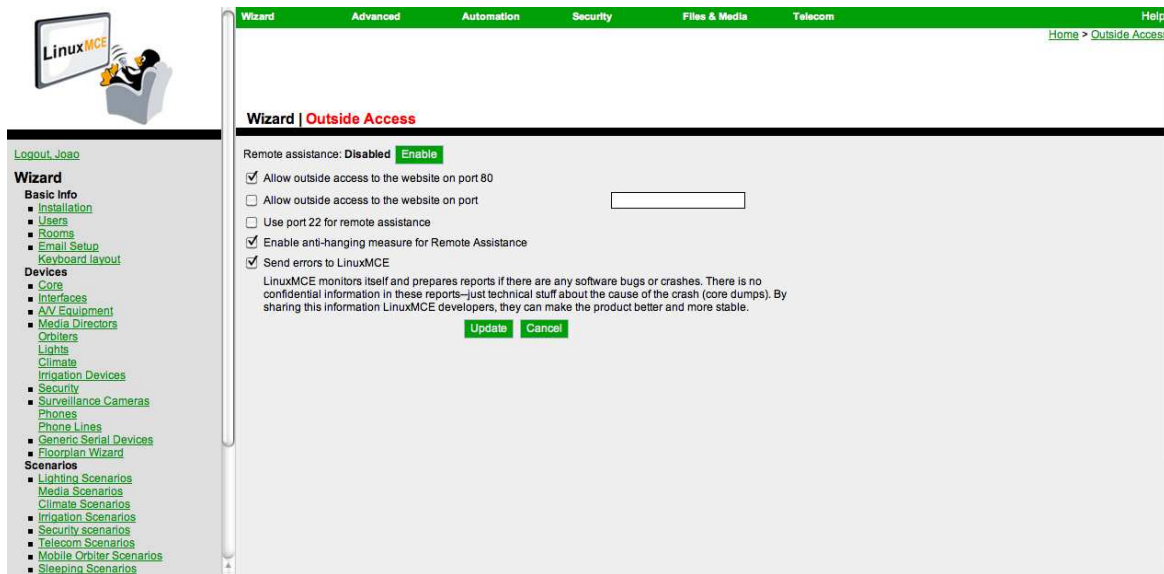 LinuxMCE
Wizard Advanced Automation Security Files & Media Telecom Help
Home > Outside Access
Wizard | Outside Access
Logout, Joao
Wizard
Basic Info
Installation
Users
Rooms
Email Setup
Keyboard layout
Devices
Core
Interfaces
A/V Equipment
Media Directors
Orbiters
Lights
Climate
Irrigation Devices
Security
Surveillance Cameras
Phones
Phone Lines
Generic Serial Devices
Floorplan Wizard
Scenarios
Lighting Scenarios
Media Scenarios
Climate Scenarios
Irrigation Scenarios
Security scenarios
Telecom Scenarios
Mobile Orbiter Scenarios
Sleeping Scenarios
Remote assistance: Disabled Enable
Allow outside access to the website on port 80
Allow outside access to the website on port
Use port 22 for remote assistance
Enable anti-hanging measure for Remote Assistance
Send errors to LinuxMCE
LinuxMCE monitors itself and prepares reports if there are any software bugs or crashes. There is no
confidential information in these reports--just technical stuff about the cause of the crash (core dumps). By
sharing this information LinuxMCE developers, they can make the product better and more stable.
Update Cancel